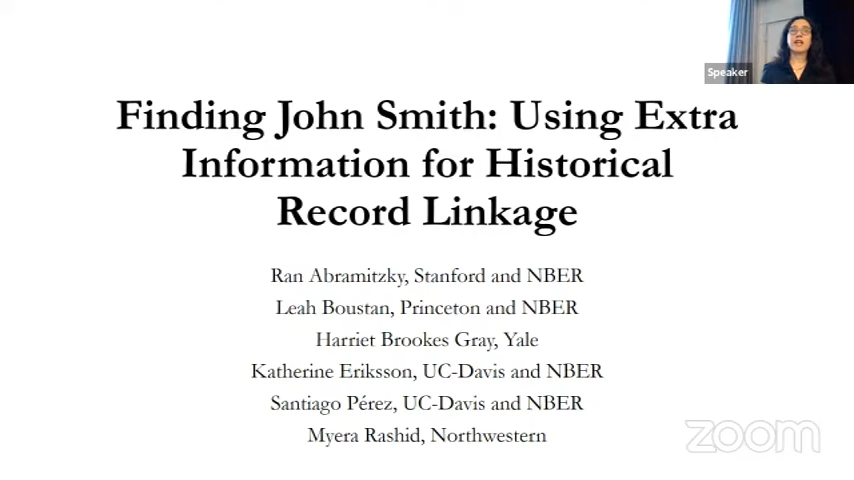 Speaker
Finding John Smith: Using Extra
Information for Historical
Record Linkage
Ran Abramitzky, Stanford and NBER
Leah Boustan, Princeton and NBER
Harriet Brookes Gray, Yale
Katherine Eriksson, UC-Davis and NBER
Santiago Pérez, UC-Davis and NBER
Myera Rashid, Northwestern
zoom